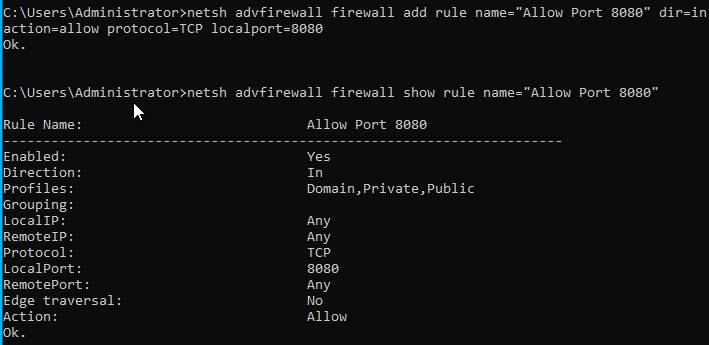 C:\Users\Administrator>netsh advfirewall firewall add rule name="Allow Port 8080" dir=in
action=allow protocol=TCP localport=8080
Ok.
C:\Users\Administrator>netsh advfirewall firewall show rule name="Allow Port 8080"
Rule Name:                            Allow Port 8080
----------------------------------------------------------------------
Enabled:                              Yes
Direction:                            In
Profiles:                             Domain,Private,Public
Grouping:
LocalIP:                              Any
RemoteIP:                             Any
Protocol:                             TCP
LocalPort:                            8080
RemotePort:                           Any
Edge traversal:                       No
Action:                               Allow
Ok.